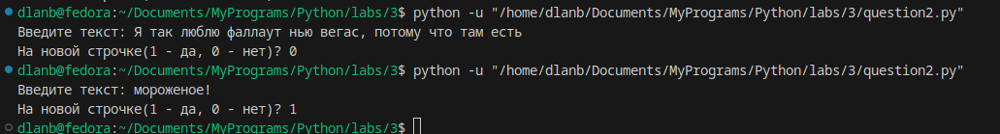 dlanb@fedora:~/Documents/MyPrograms/Python/labs/3$ python -u "/home/dlanb/Documents/MyPrograms/Python/labs/3/question2.py"
Введите текст: Я так люблю фаллаут нью вегас, потому что там есть
На новой строчке(1 - да, 0 - нет)? 0
dlanb@fedora:~/Documents/MyPrograms/Python/labs/3$ python -u "/home/dlanb/Documents/MyPrograms/Python/labs/3/question2.py"
Введите текст: мороженое!
На новой строчке(1 - да, 0 - нет)? 1
dlanb@fedora:~/Documents/MyPrograms/Python/labs/3$